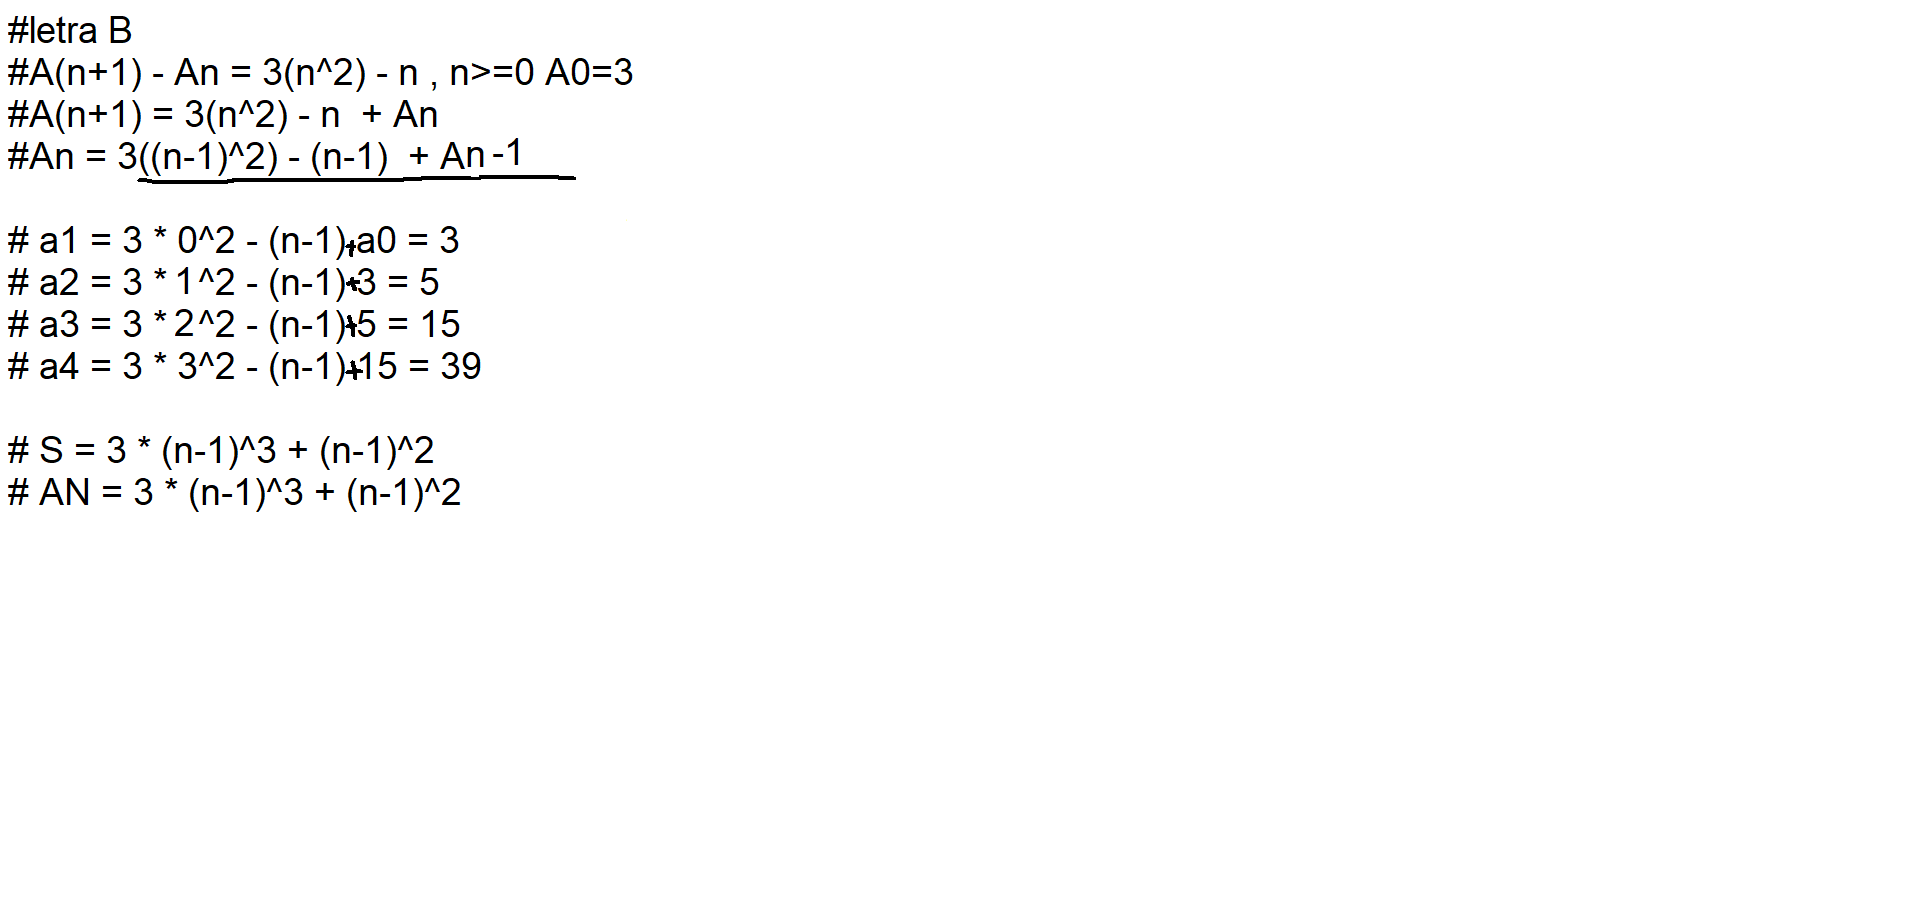 #letra B
#A(n+1) - An = 3(n^2) - n , n>=0 A0=3
#A(n+1) = 3(n^2) - n  + An
#An = 3((n-1)^2) - (n-1)  + An -1
# a1 = 3 * 0^2 - (n-1)+a0 = 3
# a2 = 3 * 1^2 - (n-1)+3 = 5
# a3 = 3 * 2^2 - (n-1)+5 = 15
# a4 = 3 * 3^2 - (n-1)+15 = 39
# S = 3 * (n-1)^3 + (n-1)^2
# AN = 3 * (n-1)^3 + (n-1)^2